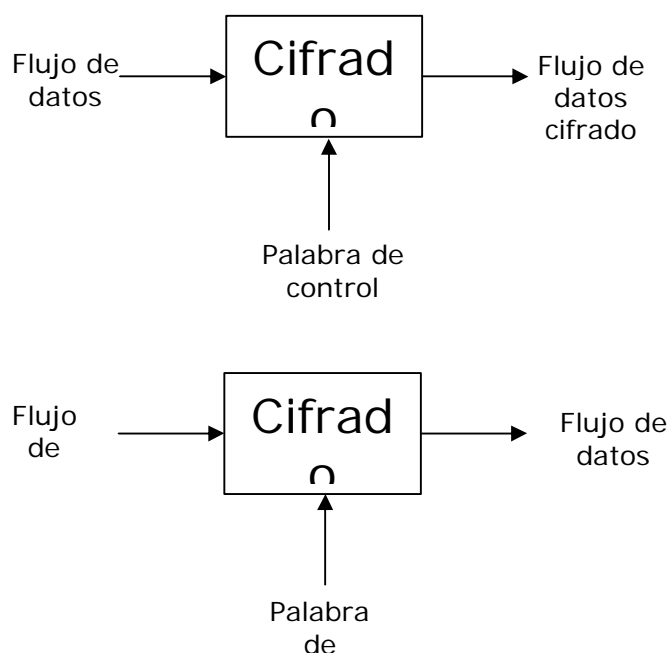 Flujo de
datos
Cifrad
o
Flujo de
datos
cifrado
Palabra de
control
Flujo
de
Cifrad
o
Flujo de
datos
Palabra
de